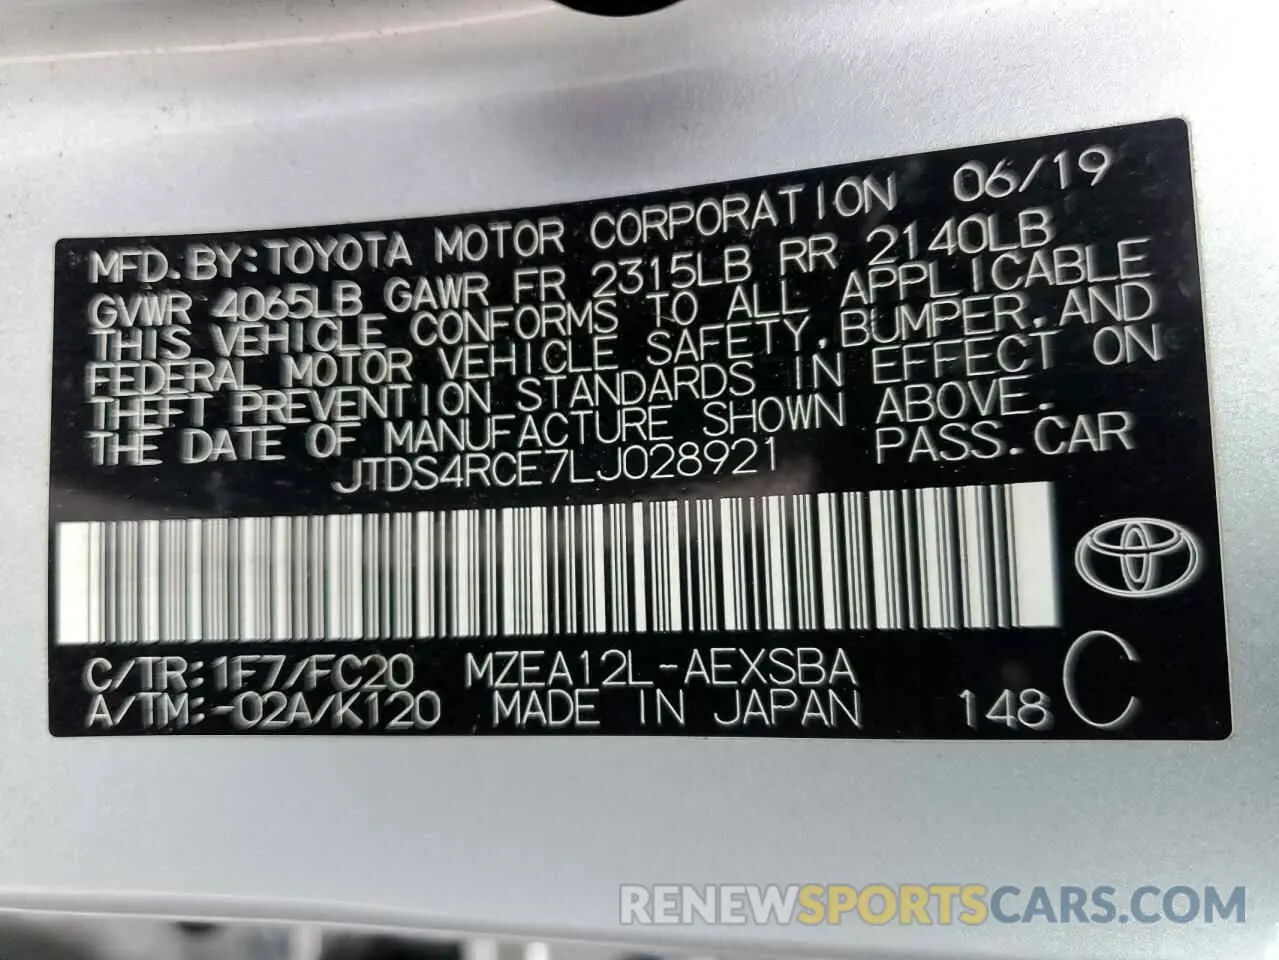 MFD. BY: TOYOTA MOTOR CORPORATION 06/19
GVWR 4065LB GAWR FR 2315LB RR 2140LB
THIS VEHICLE CONFORMS TO ALL APPLICABLE
FEDERAL MOTOR VEHICLE SAFETY, BUMPER, AND
THEFT PREVENTION STANDARDS IN EFFECT ON
THE DATE OF MANUFACTURE SHOWN ABOVE.
JTDS4RCE7LJ028921 PASS. CAR
C/TR: 1F7/FC20 MZEA12L-AEXSBA
A/TM: -02A/K120 MADE IN JAPAN 148 C
RENEWSPORTSCARS.COM